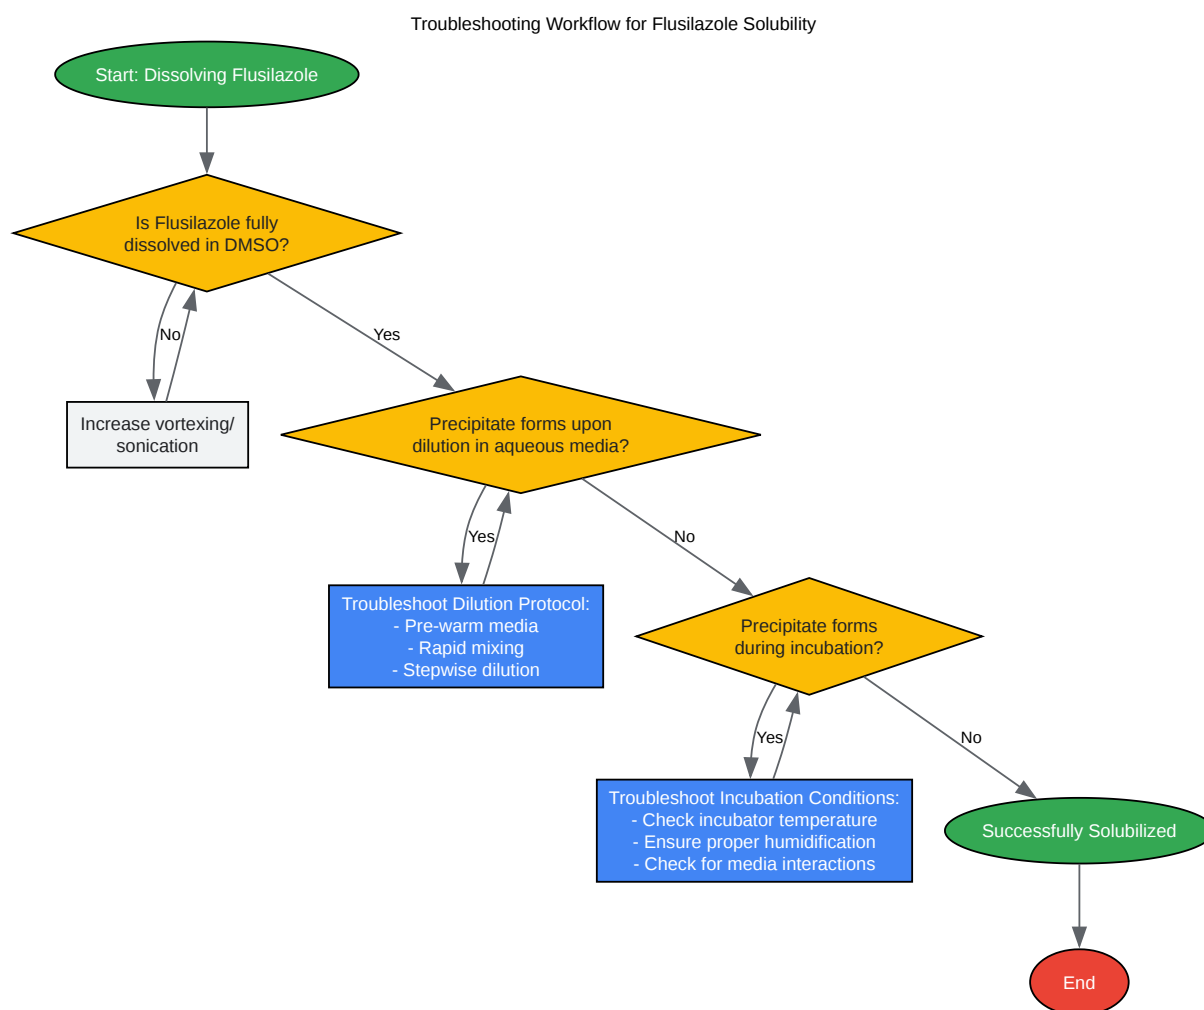 Troubleshooting Workflow for Flusilazole Solubility
Start: Dissolving Flusilazole
Is Flusilazole fully
dissolved in DMSO?
No
Yes
Increase vortexing/
sonication
Precipitate forms upon
dilution in aqueous media?
Yes
No
Troubleshoot Dilution Protocol:
- Pre-warm media
- Rapid mixing
- Stepwise dilution
Precipitate forms
during incubation?
Yes
No
Troubleshoot Incubation Conditions:
- Check incubator temperature
- Ensure proper humidification
- Check for media interactions
Successfully Solubilized
End